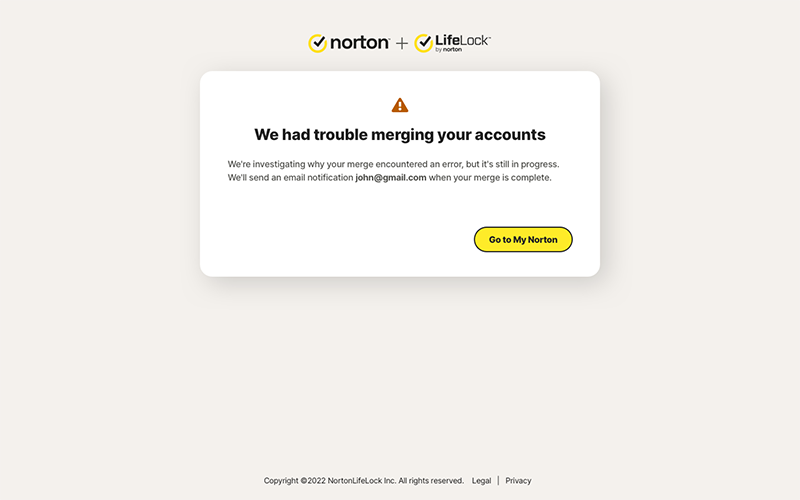 norton + LifeLock™
by norton
We had trouble merging your accounts
We're investigating why your merge encountered an error, but it's still in progress.
We'll send an email notification john@gmail.com when your merge is complete.
Go to My Norton
Copyright ©2022 NortonLifeLock Inc. All rights reserved. Legal | Privacy